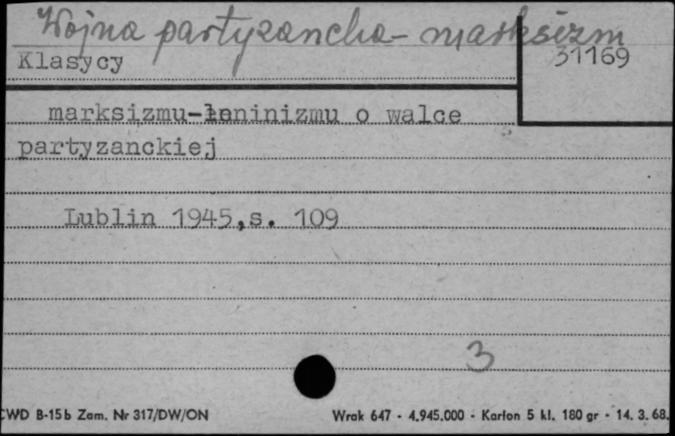 Wojna partyzancka - marksizm
Klasycy
31169
marksizmu-leninizmu o walce
partyzanckiej
Lublin 1945,s. 109
3
CWD B-15b Zam. Nr 317/DW/ON
Wrak 647 - 4.945.000 - Karton 5 kl. 180 gr - 14. 3. 68.